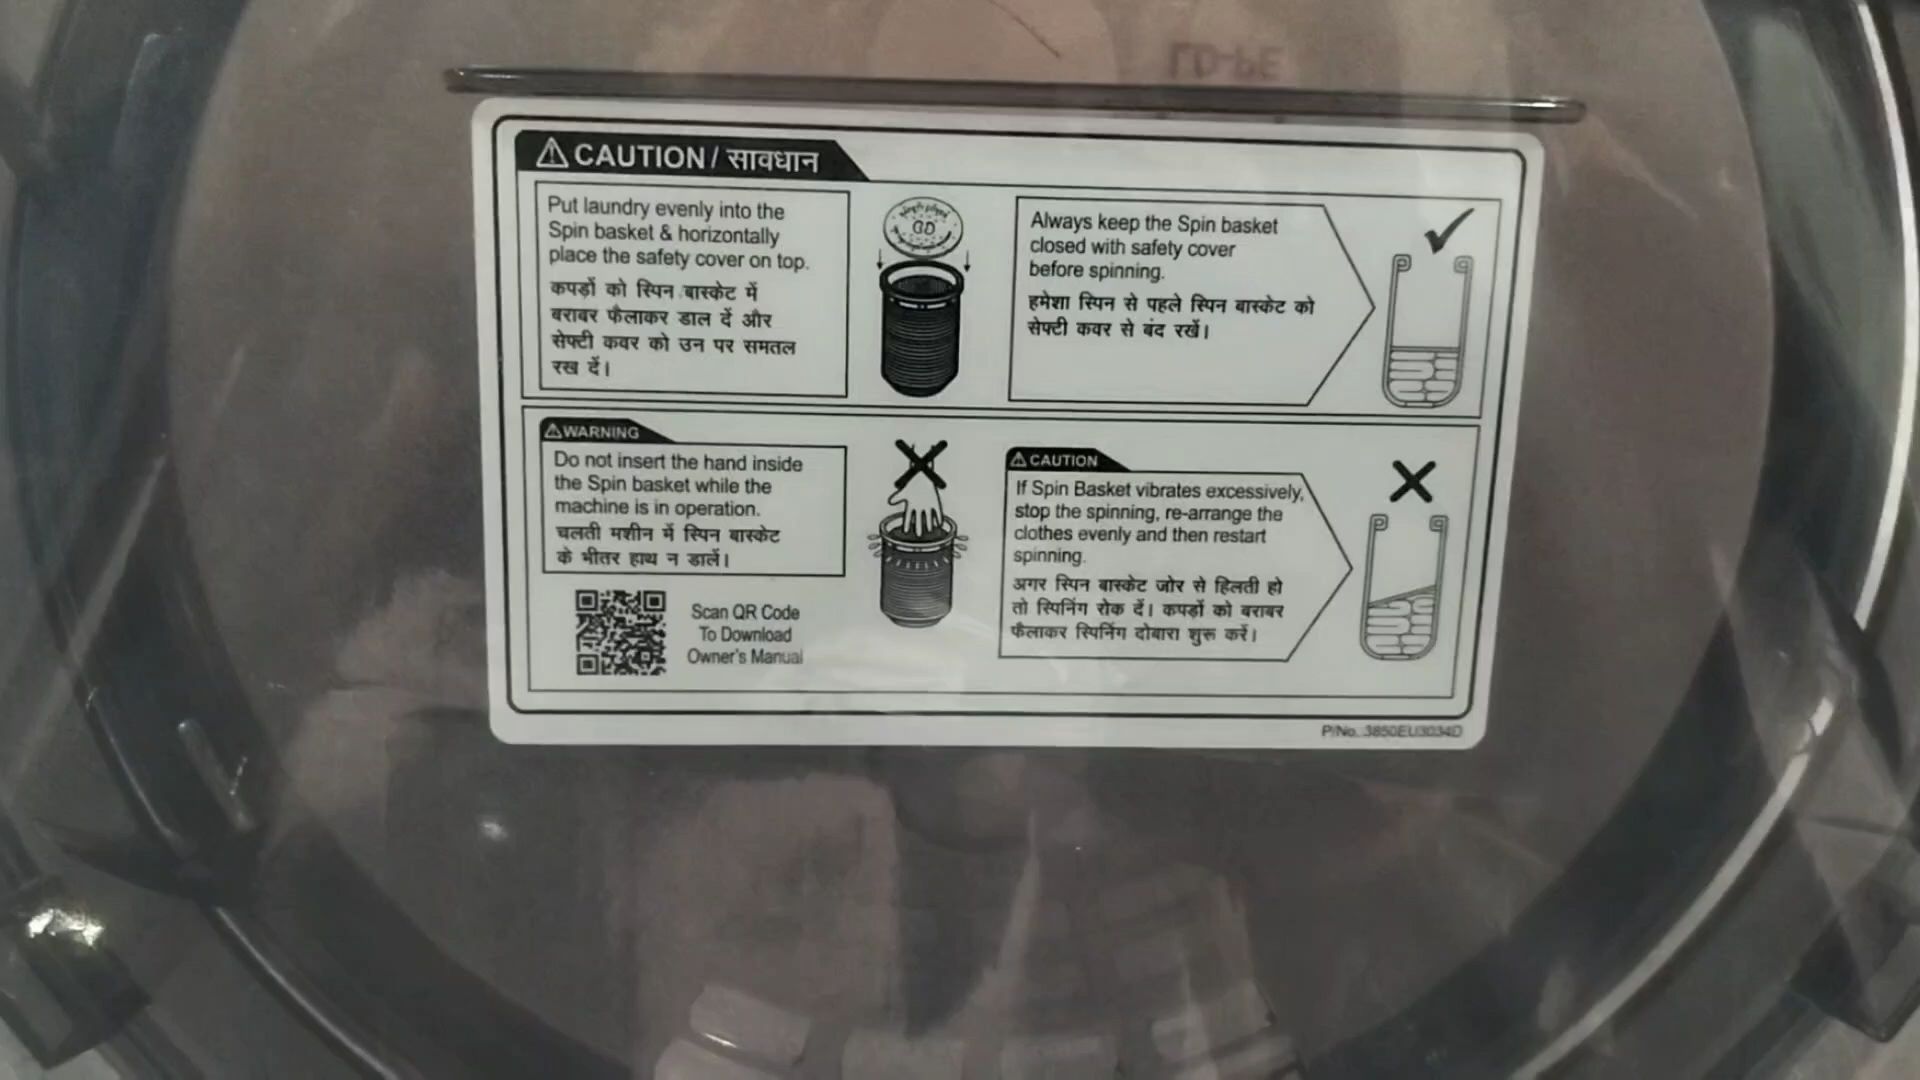 LD-PE
CAUTION / सावधान
Put laundry evenly into the
Spin basket & horizontally
place the safety cover on top.
कपड़ों को स्पिन बास्केट में
बराबर फैलाकर डाल दें और
सेफ्टी कवर को उन पर समतल
रख दें।
Always keep the Spin basket
closed with safety cover
before spinning.
हमेशा स्पिन से पहले स्पिन बास्केट को
सेफ्टी कवर से बंद रखें।
WARNING
Do not insert the hand inside
the Spin basket while the
machine is in operation.
चलती मशीन में स्पिन बास्केट
के भीतर हाथ न डालें।
Scan QR Code
To Download
Owner's Manual
CAUTION
If Spin Basket vibrates excessively,
stop the spinning, re-arrange the
clothes evenly and then restart
spinning.
अगर स्पिन बास्केट जोर से हिलती हो
तो स्पिनिंग रोक दें। कपड़ों को बराबर
फैलाकर स्पिनिंग दोबारा शुरू करें।
P/No.:3850EU3034D